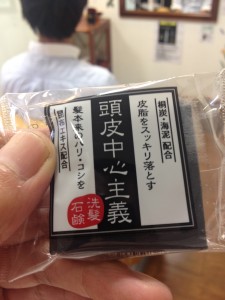 桐炭・海泥配合
皮脂をスッキリ落とす
頭皮中心主義
洗髪
石鹸
髪本来のハリ・コシを
エキス配合